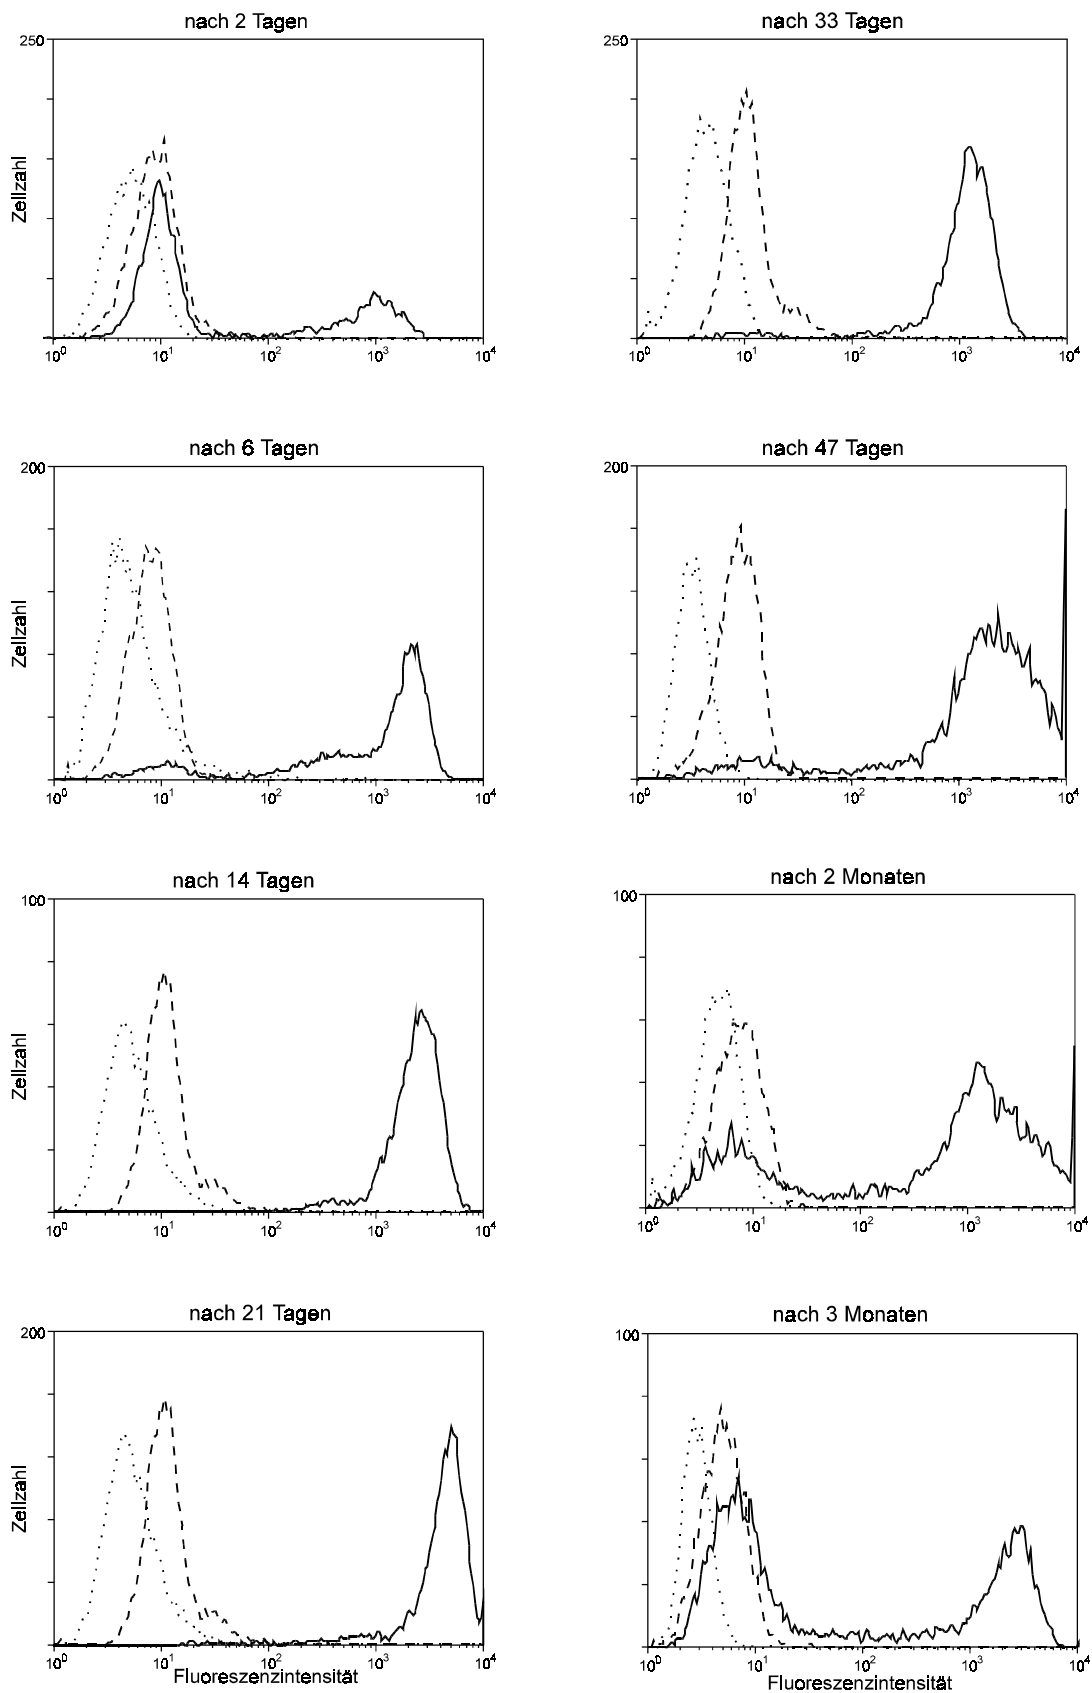 nach 2 Tagen
250
Zellzahl
10⁰ 10¹ 10² 10³ 10⁴
nach 33 Tagen
250
10⁰ 10¹ 10² 10³ 10⁴
nach 6 Tagen
200
Zellzahl
10⁰ 10¹ 10² 10³ 10⁴
nach 47 Tagen
200
10⁰ 10¹ 10² 10³ 10⁴
nach 14 Tagen
100
Zellzahl
10⁰ 10¹ 10² 10³ 10⁴
nach 2 Monaten
100
10⁰ 10¹ 10² 10³ 10⁴
nach 21 Tagen
200
Zellzahl
10⁰ 10¹ 10² 10³ 10⁴
Fluoreszenzintensität
nach 3 Monaten
100
10⁰ 10¹ 10² 10³ 10⁴
Fluoreszenzintensität